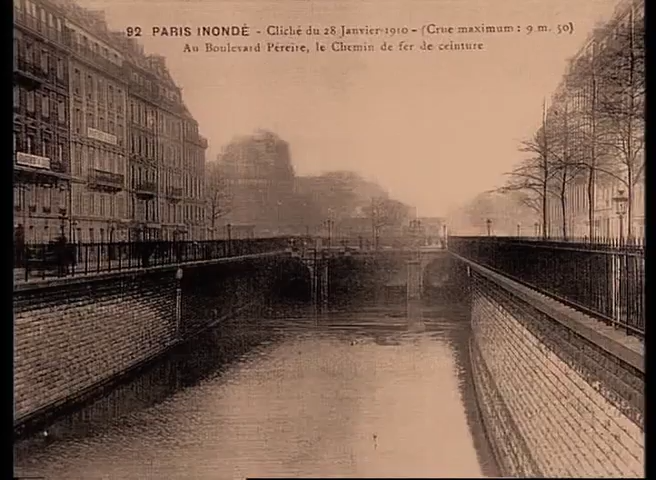 92 PARIS INONDÉ - Cliché du 28 Janvier 1910 - (Crue maximum : 9 m. 50)
Au Boulevard Péreire, le Chemin de fer de ceinture